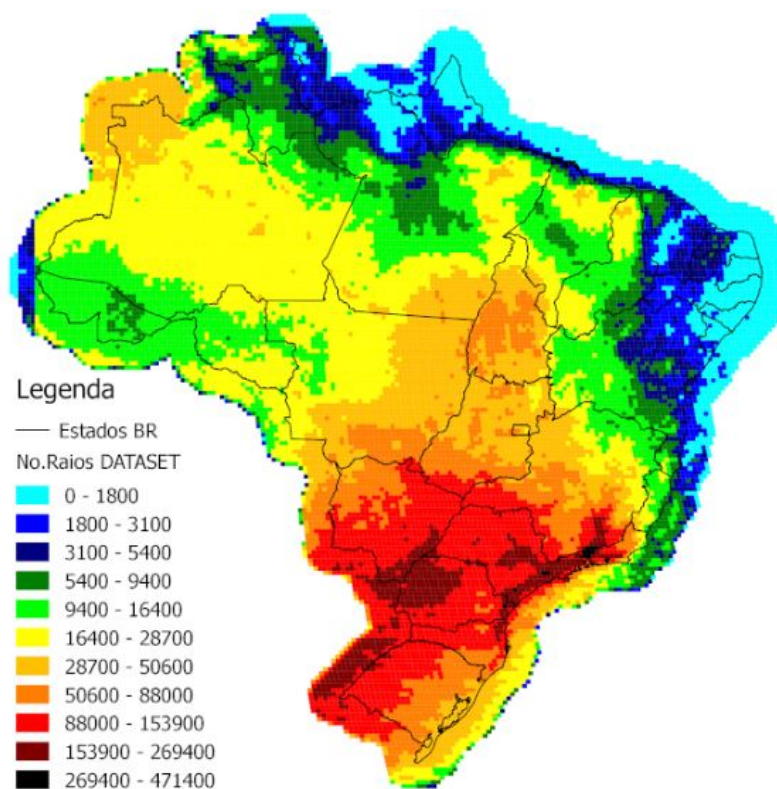 Legenda
Estados BR
No.Raios DATASET
0 - 1800
1800 - 3100
3100 - 5400
5400 - 9400
9400 - 16400
16400 - 28700
28700 - 50600
50600 - 88000
88000 - 153900
153900 - 269400
269400 - 471400